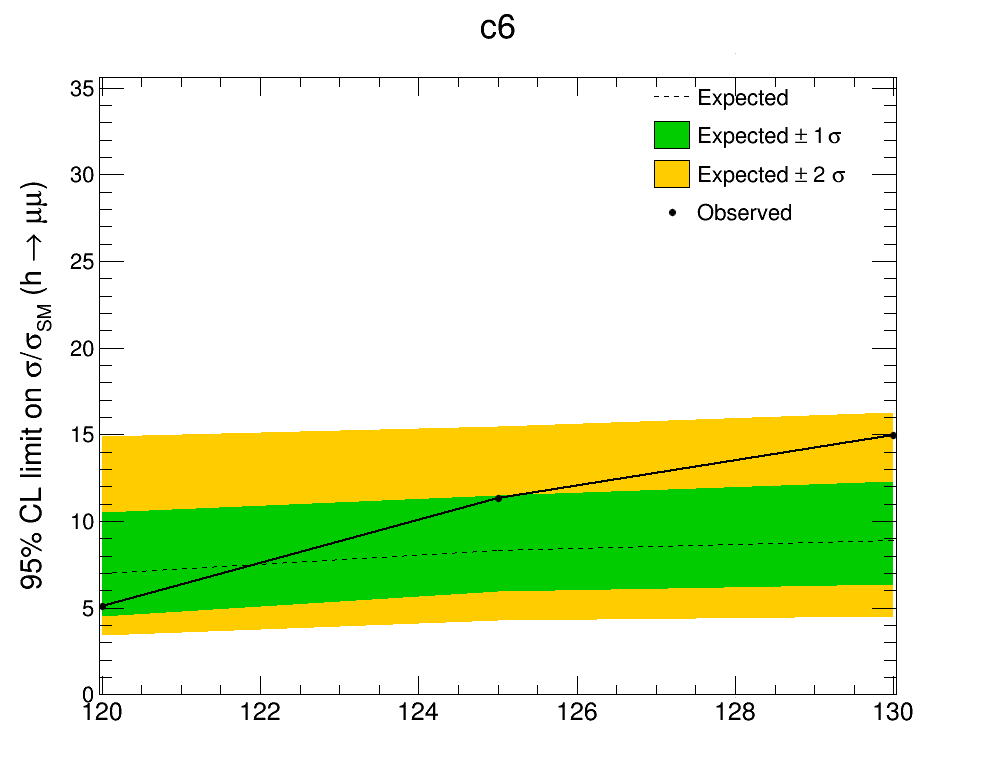 c6
95% CL limit on σ/σSM (h → μμ)
35
30
25
20
15
10
5
0
120 122 124 126 128 130
Expected
Expected ± 1 σ
Expected ± 2 σ
Observed